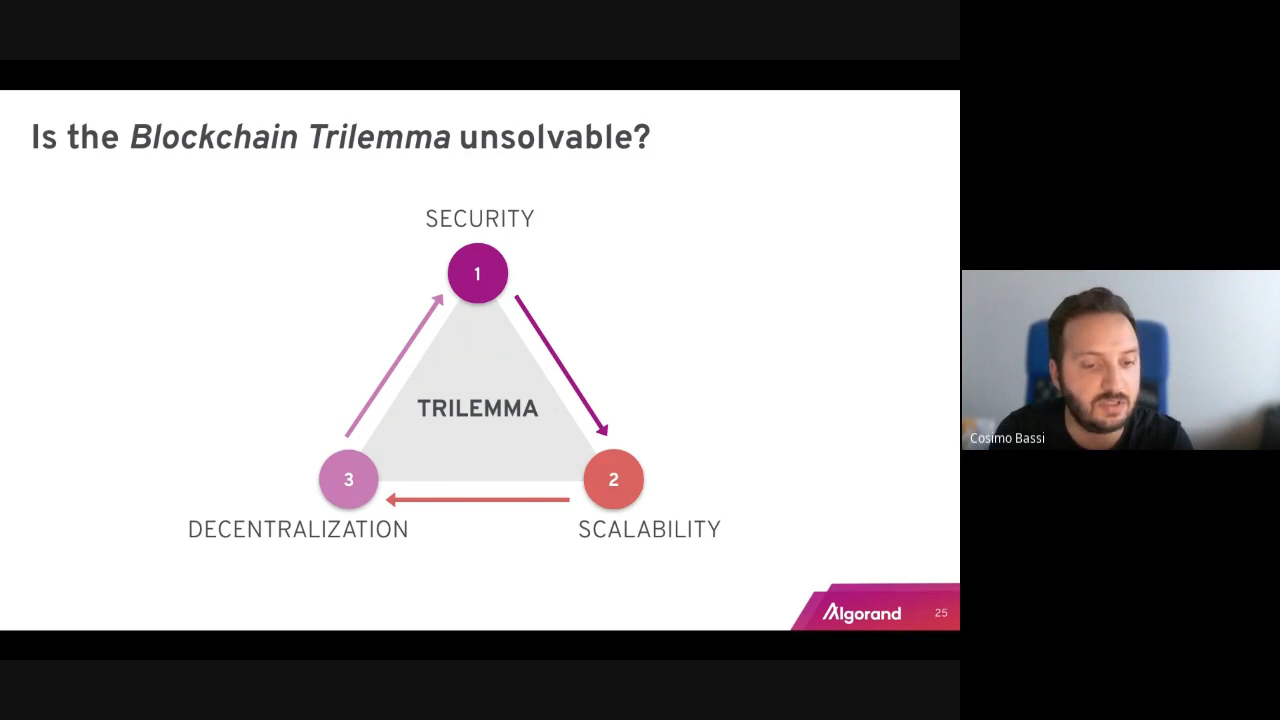 Is the Blockchain Trilemma unsolvable?
SECURITY
1
TRILEMMA
3
2
DECENTRALIZATION
SCALABILITY
Algorand
25
Cosimo Bassi